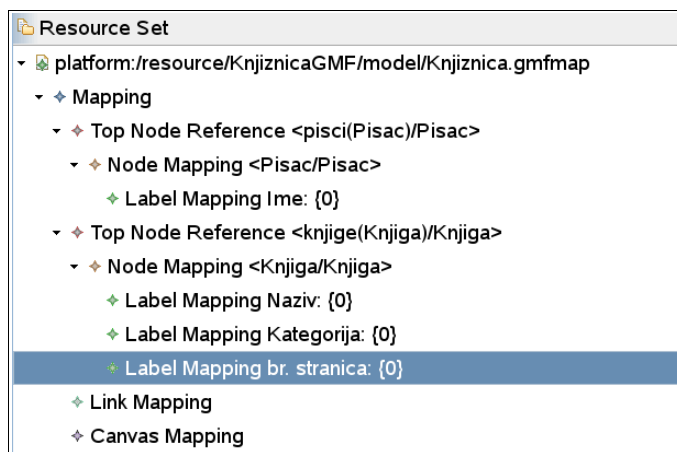 Resource Set
platform:/resource/KnjiznicaGMF/model/Knjiznica.gmfmap
Mapping
Top Node Reference <pisci(Pisac)/Pisac>
Node Mapping <Pisac/Pisac>
Label Mapping Ime: {0}
Top Node Reference <knjige(Knjiga)/Knjiga>
Node Mapping <Knjiga/Knjiga>
Label Mapping Naziv: {0}
Label Mapping Kategorija: {0}
Label Mapping br. stranica: {0}
Link Mapping
Canvas Mapping